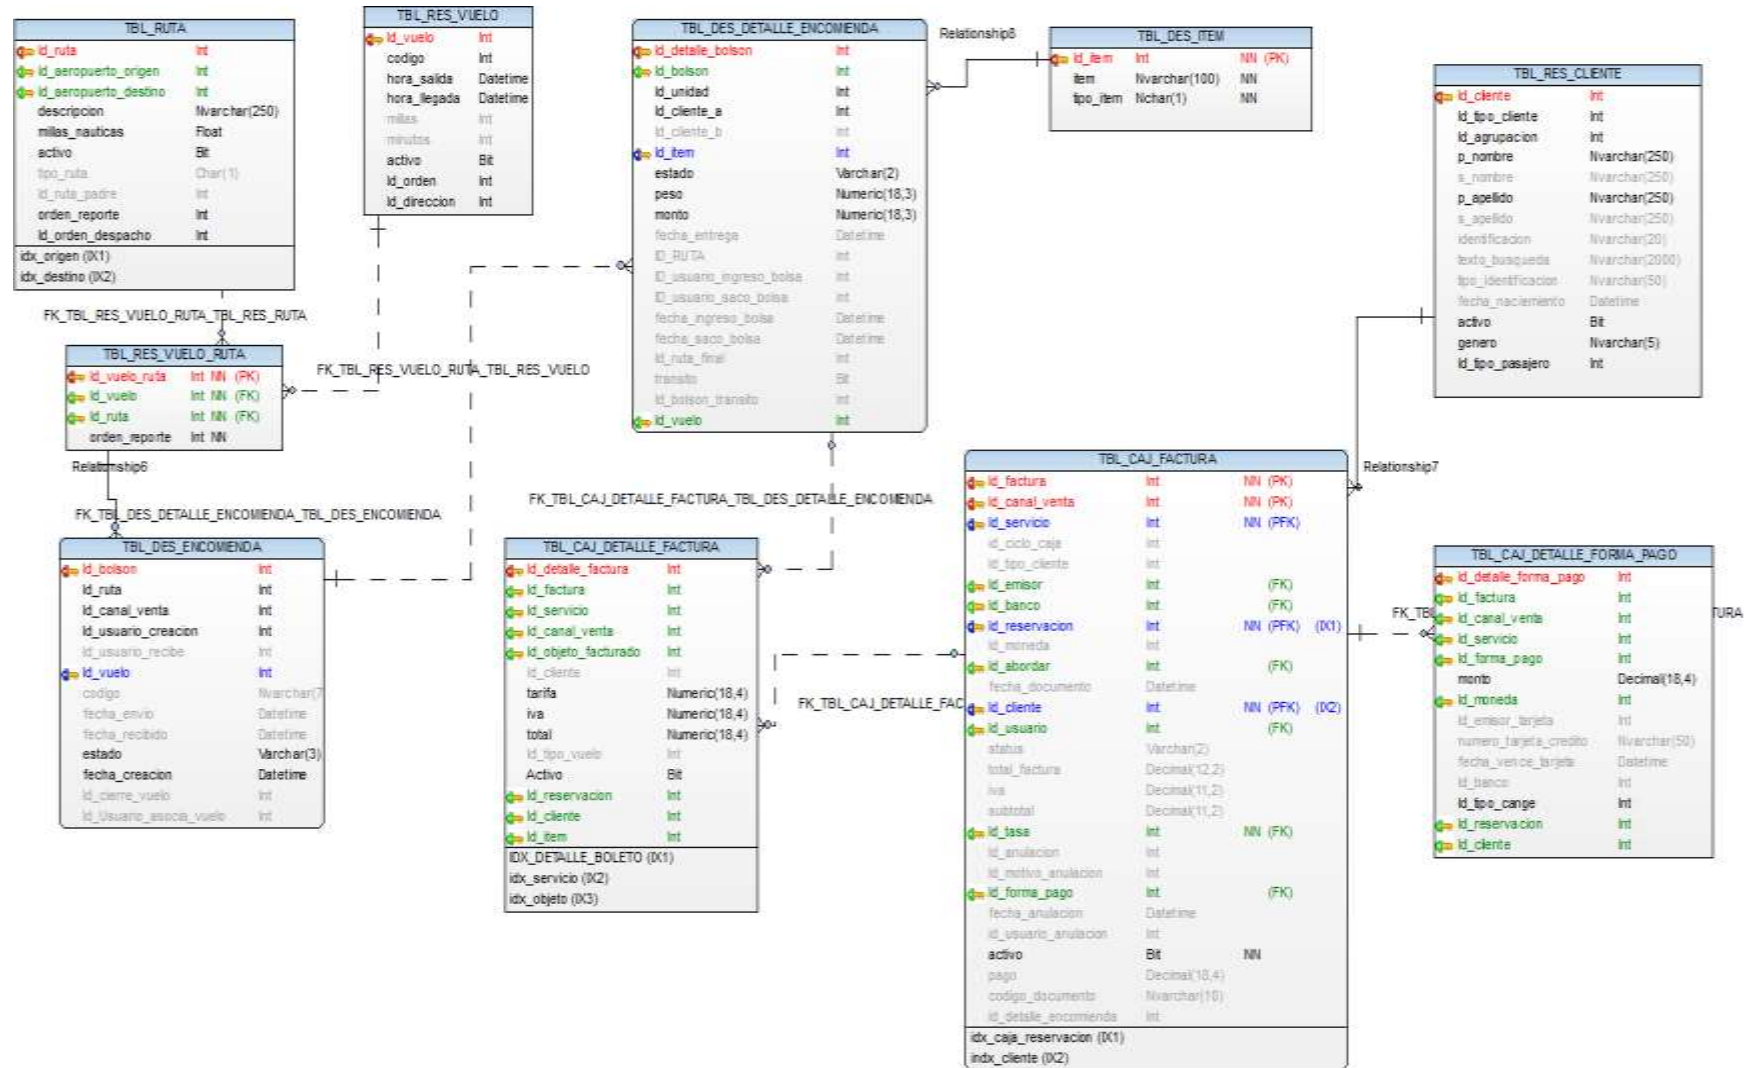 TBL_RUTA
Id_ruta Int
Id_aeropuerto_origen Int
Id_aeropuerto_destino Int
descripcion Nvarchar(250)
millas_nauticas Float
activo Bit
tipo_ruta Char(1)
Id_ruta_padre Int
orden_reporte Int
Id_orden_despacho Int
idx_origen (IX1)
idx_destino (IX2)
TBL_RES_VUELO
Id_vuelo Int
codigo Int
hora_salida Datetime
hora_llegada Datetime
millas Int
minutos Int
activo Bit
Id_orden Int
Id_direccion Int
TBL_DES_DETALLE_ENCOMIENDA
Id_detalle_bolson Int
Id_bolson Int
Id_unidad Int
Id_cliente_a Int
Id_cliente_b Int
Id_item Int
estado Varchar(2)
peso Numeric(18,3)
monto Numeric(18,3)
fecha_entrega Datetime
ID_RUTA Int
ID_usuario_ingreso_bolsa Int
ID_usuario_saco_bolsa Int
fecha_ingreso_bolsa Datetime
fecha_saco_bolsa Datetime
Id_ruta_final Int
transito Bit
Id_bolson_transito Int
Id_vuelo Int
Relationship8
TBL_DES_ITEM
Id_item Int NN (PK)
item Nvarchar(100) NN
tipo_item Nchar(1) NN
TBL_RES_CLIENTE
Id_cliente Int
Id_tipo_cliente Int
Id_agrupacion Int
p_nombre Nvarchar(250)
s_nombre Nvarchar(250)
p_apellido Nvarchar(250)
s_apellido Nvarchar(250)
identificacion Nvarchar(20)
texto_busqueda Nvarchar(2000)
tipo_identificacion Nvarchar(50)
fecha_naciemiento Datetime
activo Bit
genero Nvarchar(5)
Id_tipo_pasajero Int
FK_TBL_RES_VUELO_RUTA_TBL_RES_RUTA
TBL_RES_VUELO_RUTA
Id_vuelo_ruta Int NN (PK)
Id_vuelo Int NN (FK)
Id_ruta Int NN (FK)
orden_reporte Int NN
FK_TBL_RES_VUELO_RUTA_TBL_RES_VUELO
Relationship6
FK_TBL_DES_DETALLE_ENCOMIENDA_TBL_DES_ENCOMIENDA
TBL_DES_ENCOMIENDA
Id_bolson Int
Id_ruta Int
Id_canal_venta Int
Id_usuario_creacion Int
Id_usuario_recibe Int
Id_vuelo Int
codigo Nvarchar(7
fecha_envio Datetime
fecha_recibido Datetime
estado Varchar(3)
fecha_creacion Datetime
Id_cierre_vuelo Int
Id_Usuario_asocia_vuelo Int
FK_TBL_CAJ_DETALLE_FACTURA_TBL_DES_DETALLE_ENCOMIENDA
TBL_CAJ_DETALLE_FACTURA
Id_detalle_factura Int
Id_factura Int
Id_servicio Int
Id_canal_venta Int
Id_objeto_facturado Int
Id_cliente Int
tarifa Numeric(18,4)
iva Numeric(18,4)
total Numeric(18,4)
Id_tipo_vuelo Int
Activo Bit
Id_reservacion Int
Id_cliente Int
Id_item Int
IDX_DETALLE_BOLETO (IX1)
idx_servicio (IX2)
idx_objeto (IX3)
FK_TBL_CAJ_DETALLE_FAC
TBL_CAJ_FACTURA
Id_factura Int NN (PK)
Id_canal_venta Int NN (PK)
Id_servicio Int NN (PFK)
id_ciclo_caja Int
Id_tipo_cliente Int
Id_emisor Int (FK)
Id_banco Int (FK)
Id_reservacion Int NN (PFK) (IX1)
Id_moneda Int
Id_abordar Int (FK)
fecha_documento Datetime
Id_cliente Int NN (PFK) (IX2)
Id_usuario Int (FK)
status Varchar(2)
total_factura Decimal(12,2)
iva Decimal(11,2)
subtotal Decimal(11,2)
Id_tasa Int NN (FK)
Id_anulacion Int
Id_motivo_anulacion Int
Id_forma_pago Int (FK)
fecha_anulacion Datetime
id_usuario_anulacion Int
activo Bit NN
pago Decimal(18,4)
codigo_documento Nvarchar(10)
id_detalle_encomienda Int
idx_caja_reservacion (IX1)
indx_cliente (IX2)
Relationship7
FK_TBL
TURA
TBL_CAJ_DETALLE_FORMA_PAGO
Id_detalle_forma_pago Int
Id_factura Int
Id_canal_venta Int
Id_servicio Int
Id_forma_pago Int
monto Decimal(18,4)
Id_moneda Int
Id_emisor_tarjeta Int
numero_tarjeta_credito Nvarchar(50)
fecha_vence_tarjeta Datetime
Id_banco Int
Id_tipo_cange Int
Id_reservacion Int
Id_cliente Int